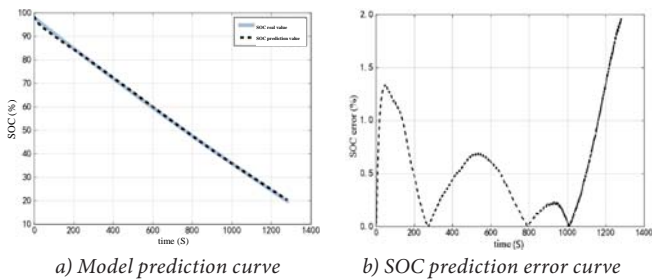 100
90
80
70
60
50
40
30
20
10
SOC (%)
SOC real value
SOC prediction value
0 200 400 600 800 1000 1200 1400
time (S)
a) Model prediction curve
2.0
1.5
1.0
0.5
0.0
SOC error (%)
0 200 400 600 800 1000 1200 1400
time (S)
b) SOC prediction error curve